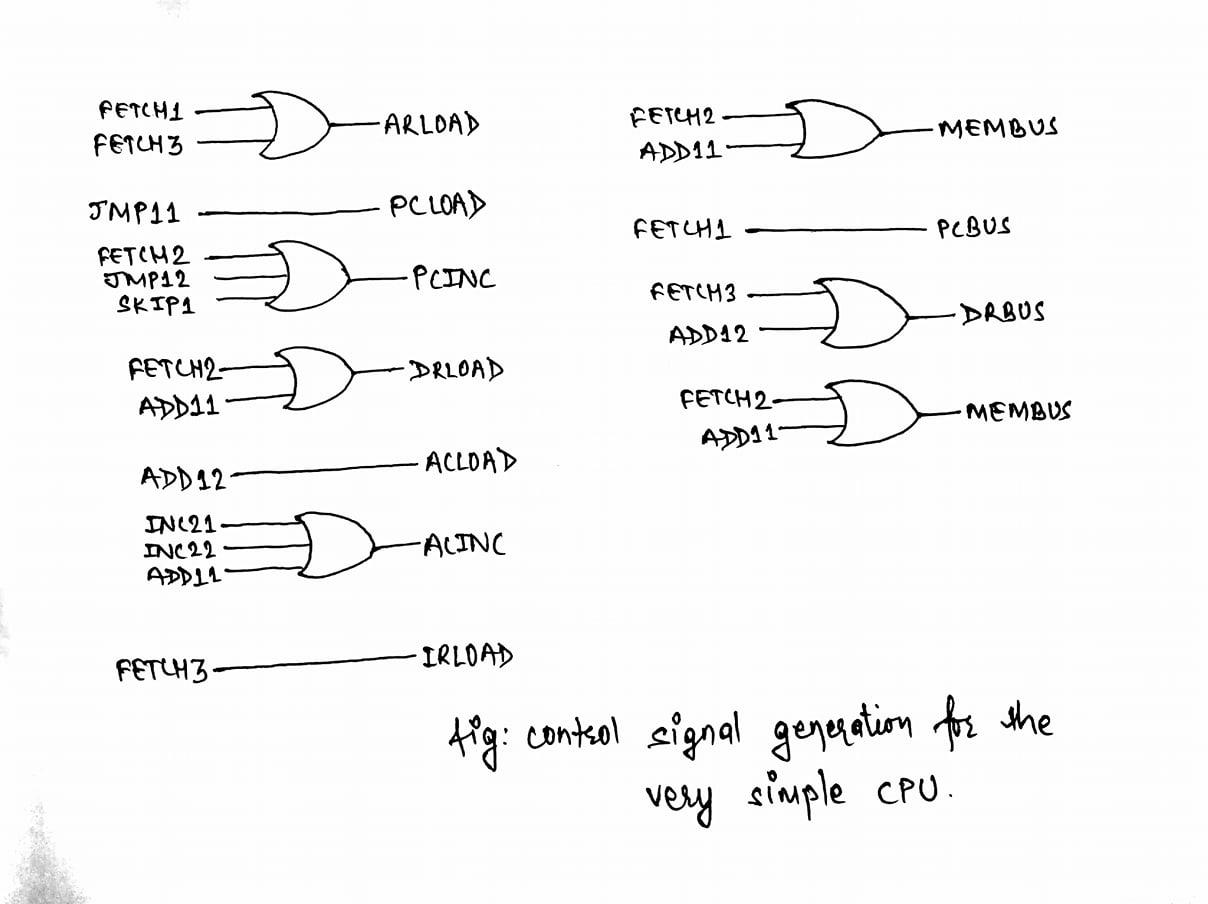 FETCH1
FETCH3
ARLOAD
JMP11
PCLOAD
FETCH2
JMP12
SKIP1
PCINC
FETCH2
ADD11
DRLOAD
ADD12
ACLOAD
INC21
INC22
ADD11
ACINC
FETCH3
IRLOAD
FETCH2
ADD11
MEMBUS
FETCH1
PCBUS
FETCH3
ADD12
DRBUS
FETCH2
ADD11
MEMBUS
fig: control signal generation for the
very simple CPU.